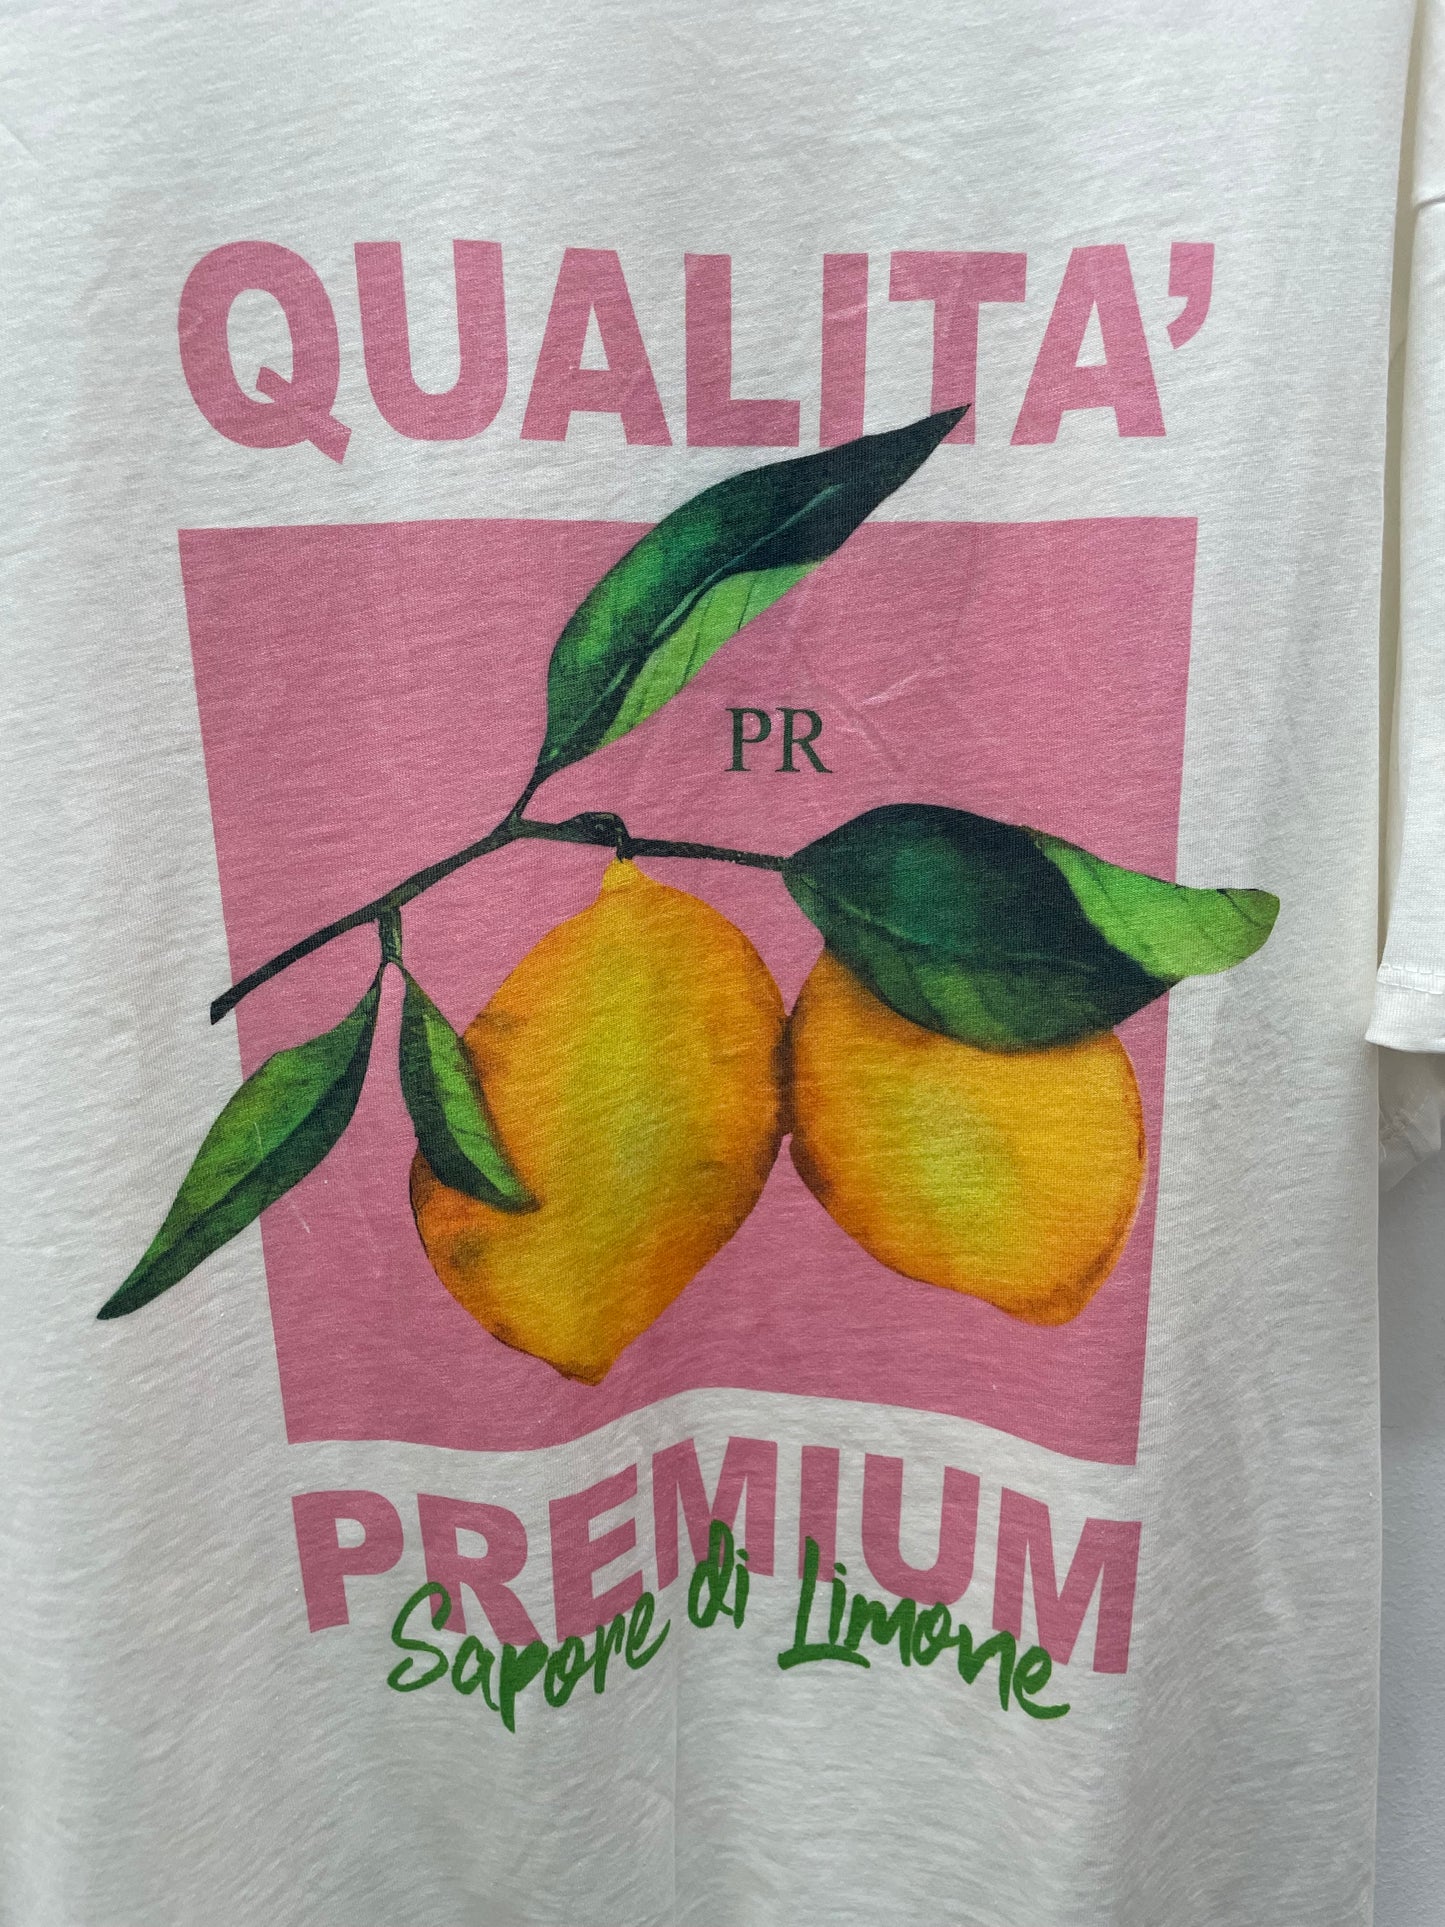 QUALITA'
PR
PREMIUM
Sapore di Limone